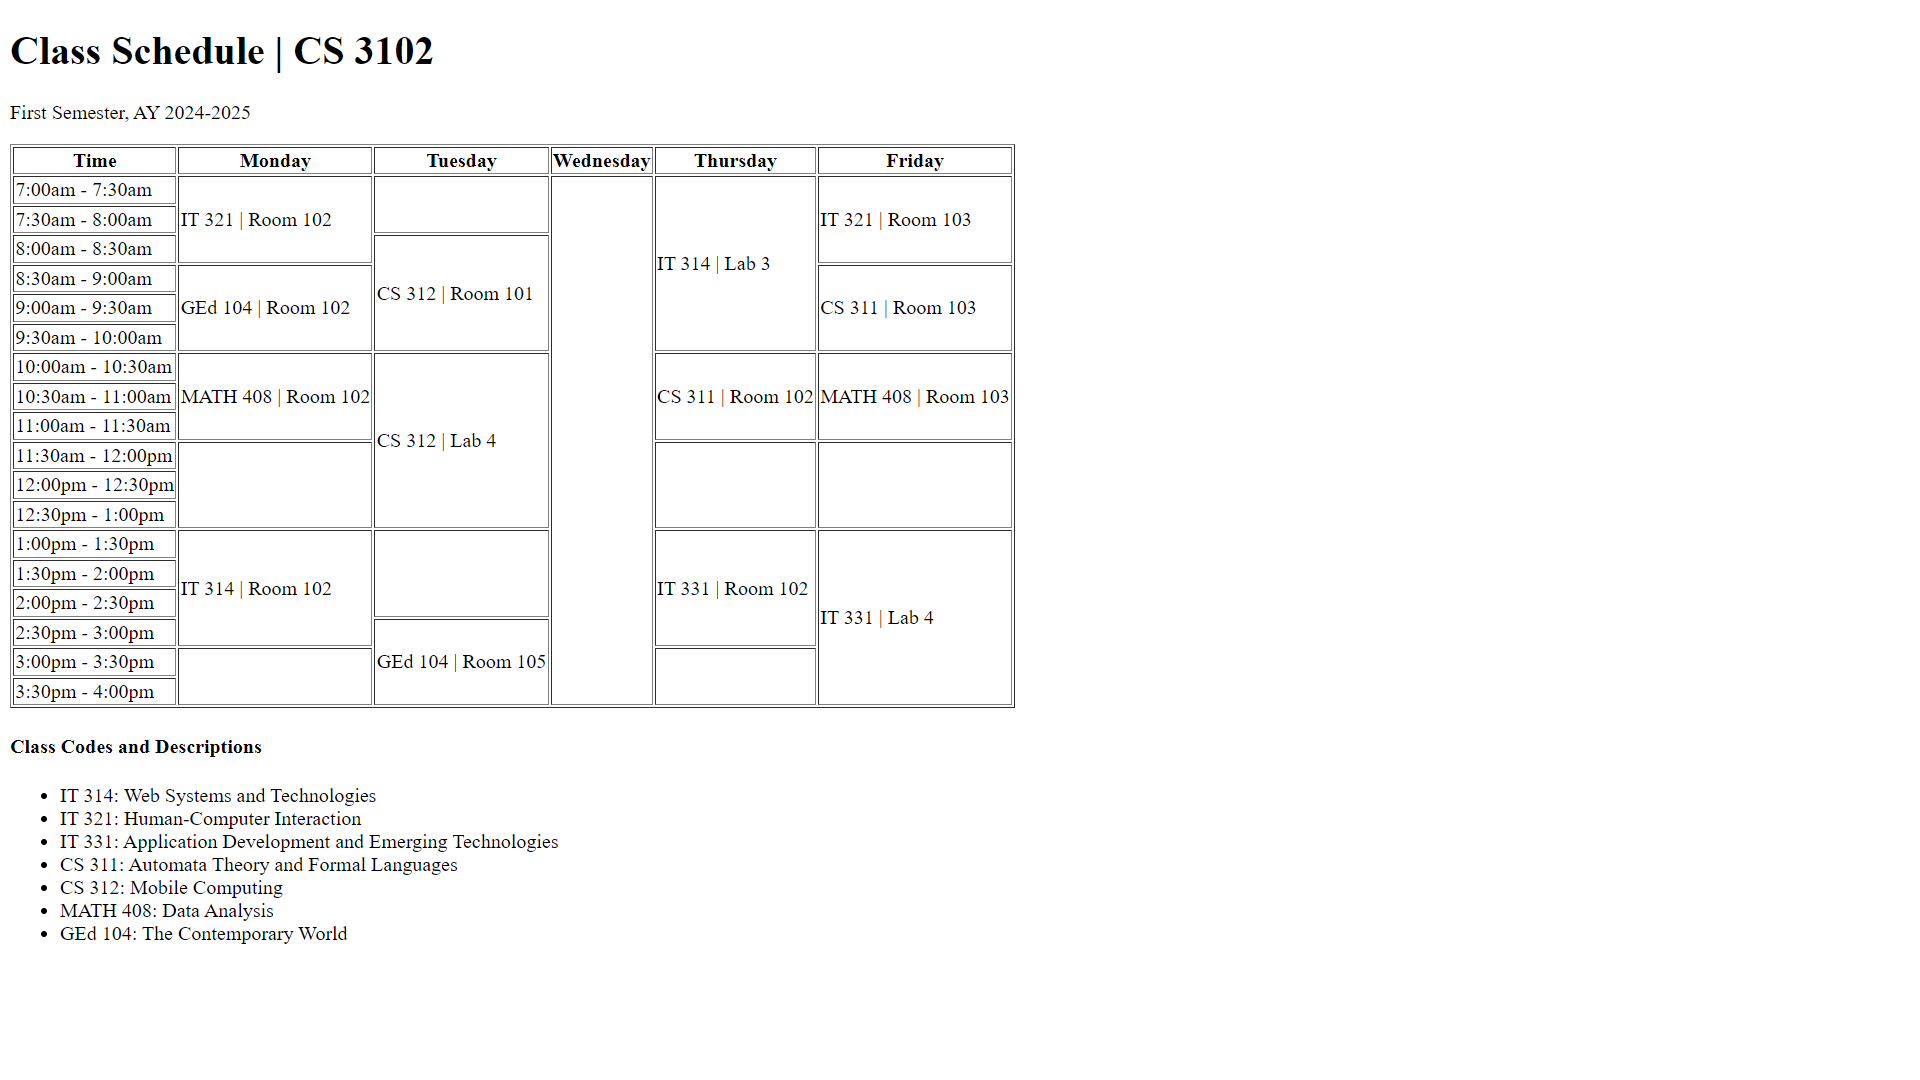 Class Schedule | CS 3102
First Semester, AY 2024-2025
Time Monday Tuesday Wednesday Thursday Friday
7:00am - 7:30am
7:30am - 8:00am IT 321 | Room 102 IT 321 | Room 103
8:00am - 8:30am
IT 314 | Lab 3
8:30am - 9:00am
CS 312 | Room 101
9:00am - 9:30am GEd 104 | Room 102 CS 311 | Room 103
9:30am - 10:00am
10:00am - 10:30am
10:30am - 11:00am MATH 408 | Room 102 CS 311 | Room 102 MATH 408 | Room 103
11:00am - 11:30am
CS 312 | Lab 4
11:30am - 12:00pm
12:00pm - 12:30pm
12:30pm - 1:00pm
1:00pm - 1:30pm
1:30pm - 2:00pm
IT 314 | Room 102 IT 331 | Room 102
2:00pm - 2:30pm
IT 331 | Lab 4
2:30pm - 3:00pm
3:00pm - 3:30pm GEd 104 | Room 105
3:30pm - 4:00pm
Class Codes and Descriptions
• IT 314: Web Systems and Technologies
• IT 321: Human-Computer Interaction
• IT 331: Application Development and Emerging Technologies
• CS 311: Automata Theory and Formal Languages
• CS 312: Mobile Computing
• MATH 408: Data Analysis
• GEd 104: The Contemporary World